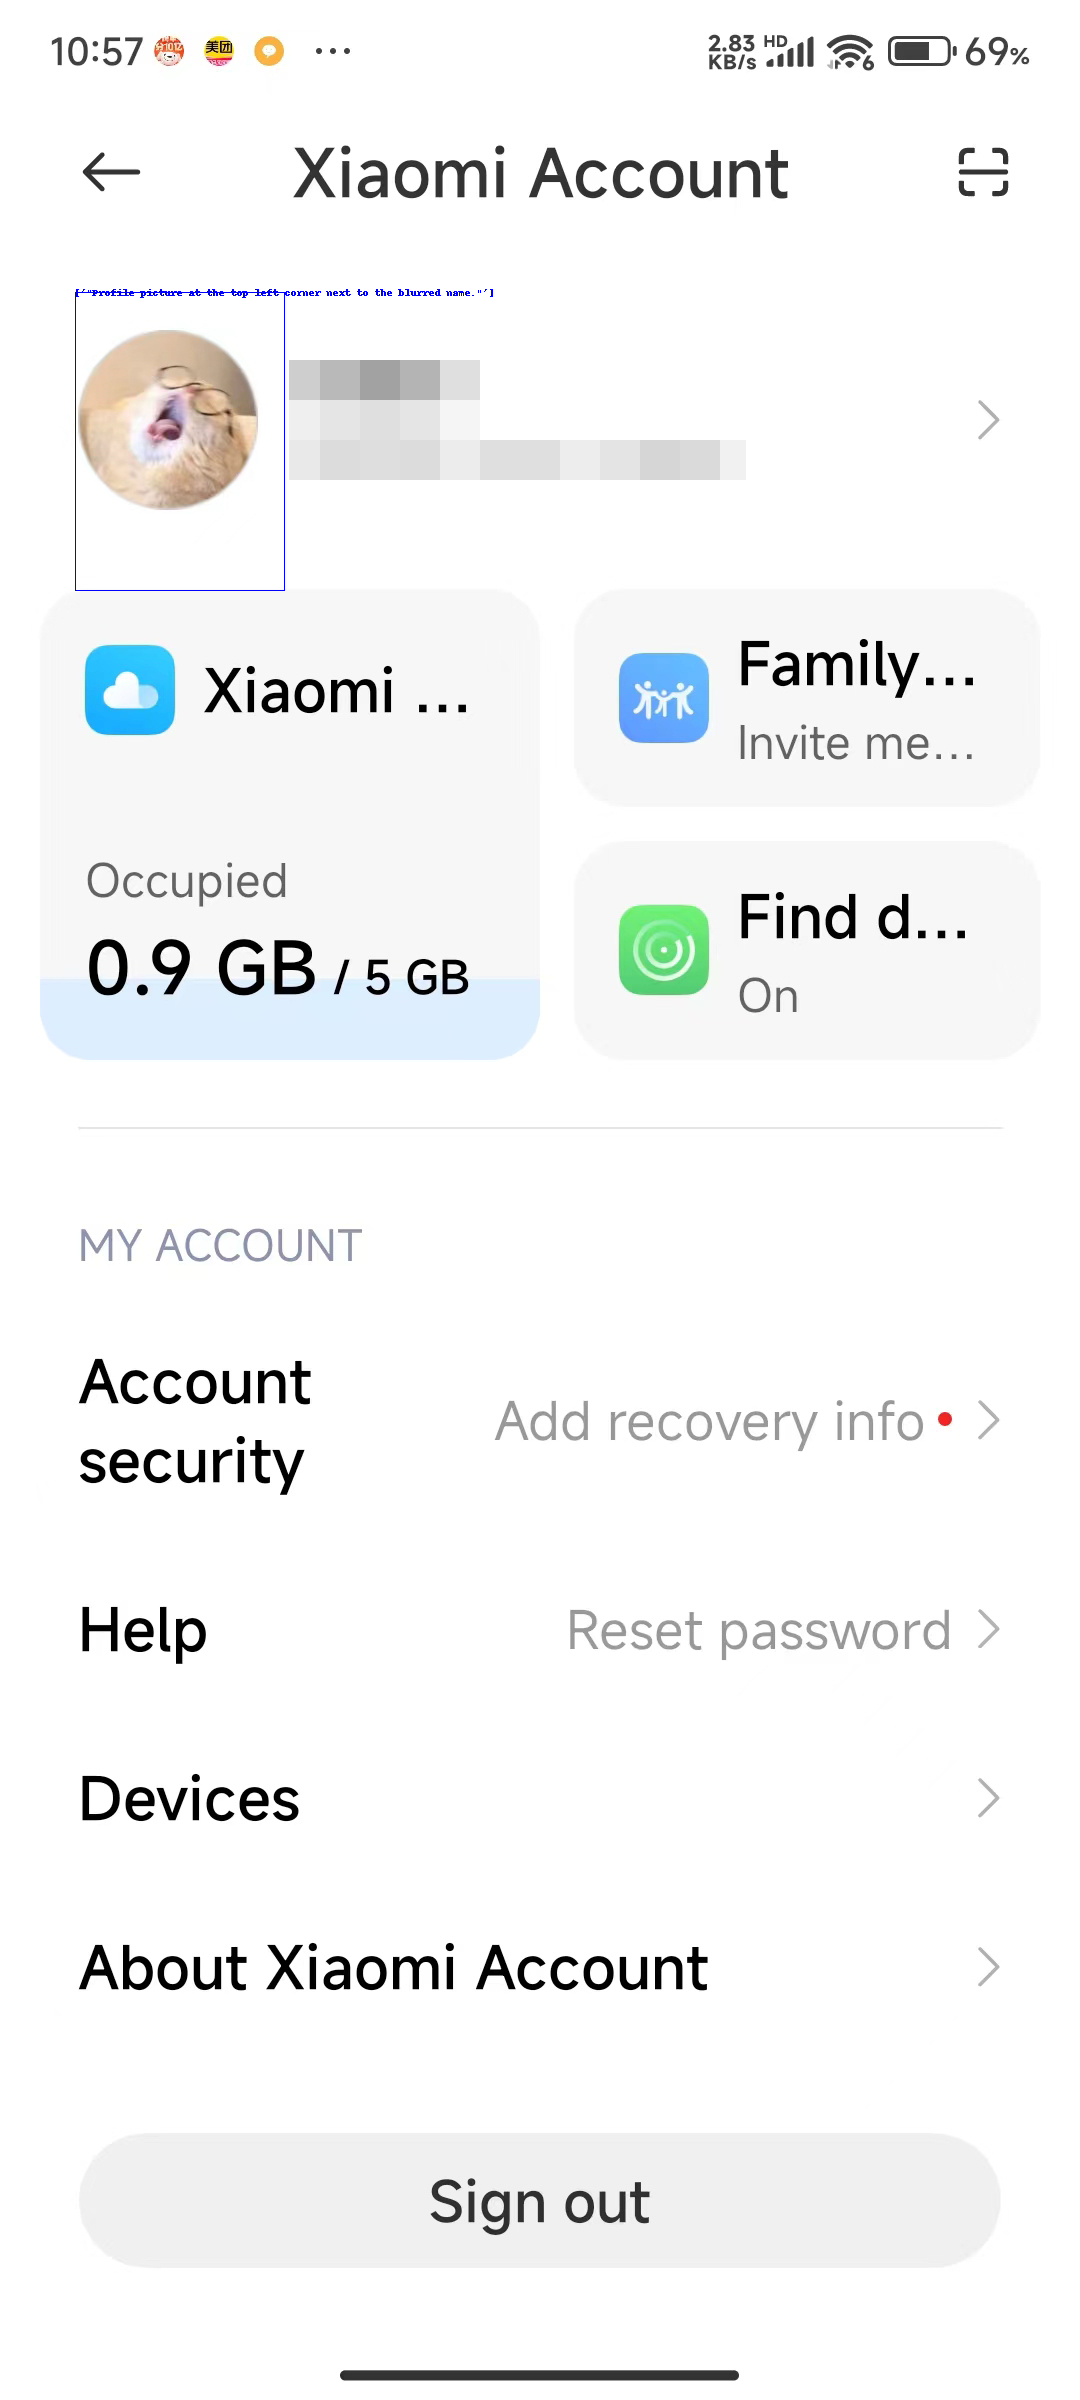 10:57
美团
2.83 KB/s HD 6 69%
Xiaomi Account
['"Profile picture at the top left corner next to the blurred name."']
Xiaomi ...
Family...
Invite me...
Occupied
0.9 GB / 5 GB
Find d...
On
MY ACCOUNT
Account
security
Add recovery info
Help
Reset password
Devices
About Xiaomi Account
Sign out